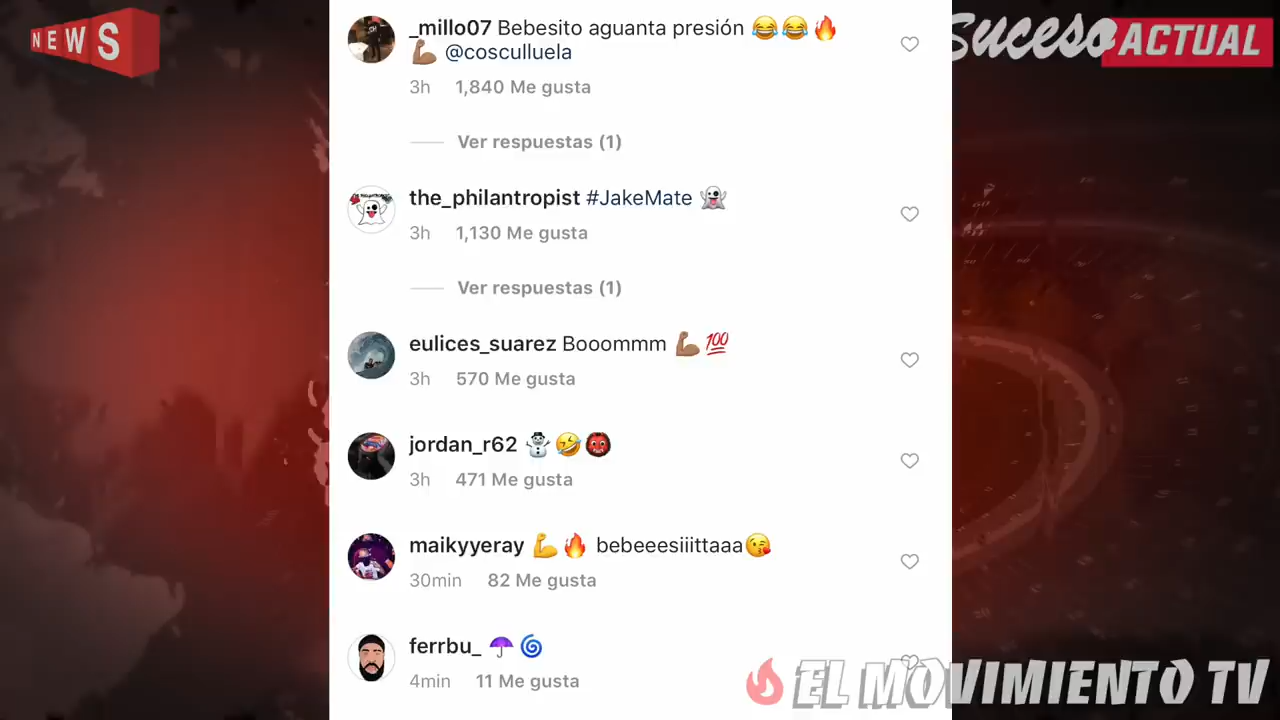 NEWS
Suceso ACTUAL
_millo07 Bebesito aguanta presión 😂😂🔥
💪🏽 @cosculluela
3h 1,840 Me gusta
Ver respuestas (1)
the_philantropist #JakeMate 👻
3h 1,130 Me gusta
Ver respuestas (1)
eulices_suarez Booommm 💪🏽💯
3h 570 Me gusta
jordan_r62 ⛄🤣👹
3h 471 Me gusta
maikyyeray 💪🔥 bebeeesiiittaaa😘
30min 82 Me gusta
ferrbu_ ☂️🌀
4min 11 Me gusta
EL MOVIMIENTO TV